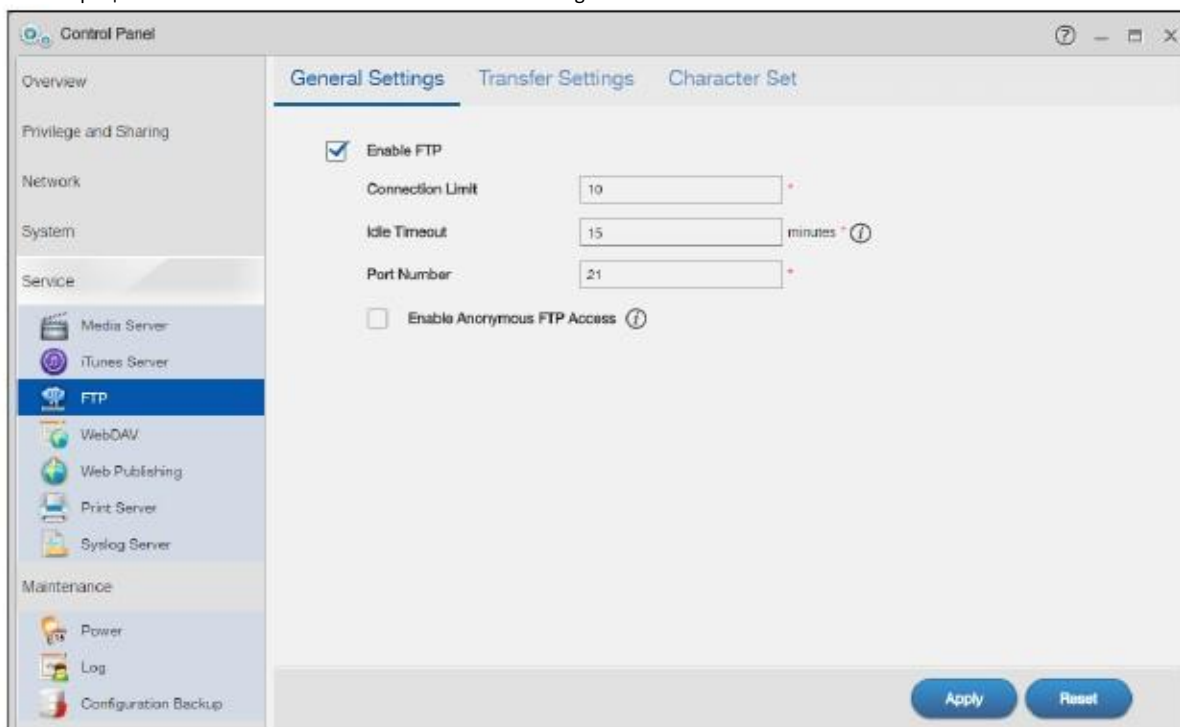 Control Panel
Overview
Privilege and Sharing
Network
System
Service
Media Server
iTunes Server
FTP
WebDAV
Web Publishing
Print Server
Syslog Server
Maintenance
Power
Log
Configuration Backup
General Settings Transfer Settings Character Set
Enable FTP
Connection Limit 10 *
Idle Timeout 15 minutes *
Port Number 21 *
Enable Anonymous FTP Access
Apply Reset